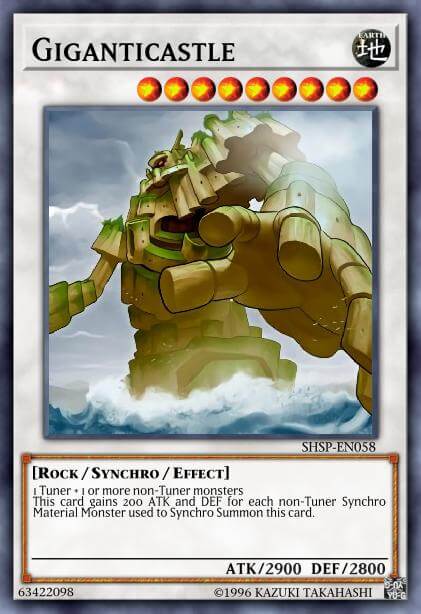 GIGANTICASTLE
EARTH
地
SHSP-EN058
[ROCK / SYNCHRO / EFFECT]
1 Tuner + 1 or more non-Tuner monsters
This card gains 200 ATK and DEF for each non-Tuner Synchro
Material Monster used to Synchro Summon this card.
ATK/2900 DEF/2800
63422098
©1996 KAZUKI TAKAHASHI